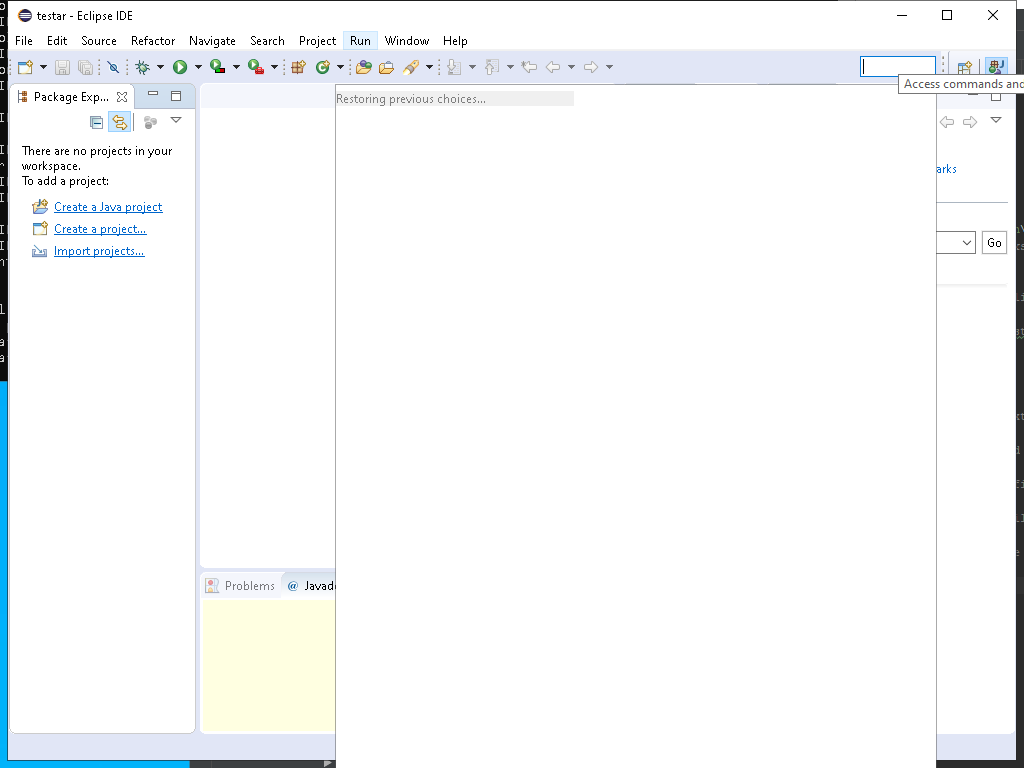 testar - Eclipse IDE
File Edit Source Refactor Navigate Search Project Run Window Help
Access commands and
Package Exp...
Restoring previous choices...
There are no projects in your
workspace.
To add a project:
Create a Java project
Create a project...
Import projects...
arks
Go
Problems @ Javad